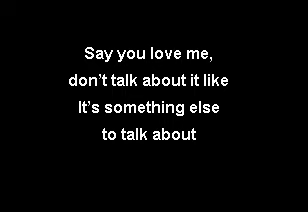 Say you love me,
don't talk about it like
It's something else
to talk about